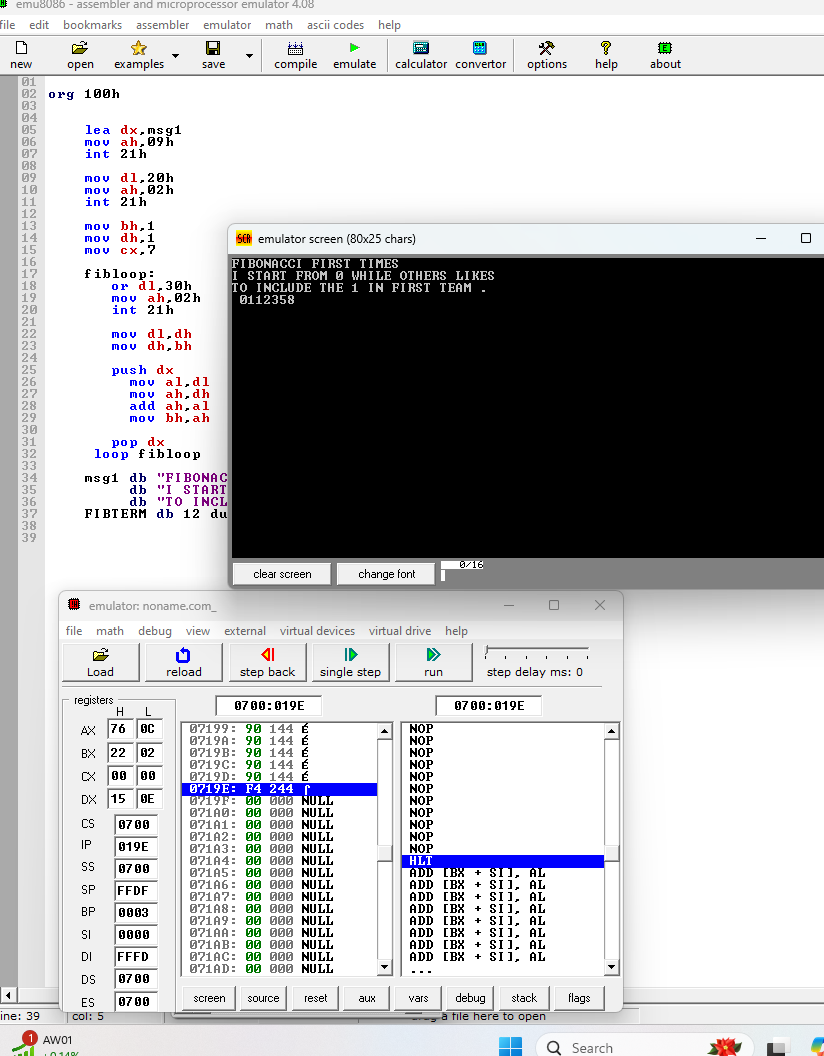 emu8086 - assembler and microprocessor emulator 4.08
file edit bookmarks assembler emulator math ascii codes help
new open examples save compile emulate calculator convertor options help about
01
02 org 100h
03
04
05 lea dx,msg1
06 mov ah,09h
07 int 21h
08
09 mov dl,20h
10 mov ah,02h
11 int 21h
12
13 mov bh,1
14 mov dh,1
15 mov cx,7
16
17 fibloop:
18 or dl,30h
19 mov ah,02h
20 int 21h
21
22 mov dl,dh
23 mov dh,bh
24
25 push dx
26 mov al,dl
27 mov ah,dh
28 add ah,al
29 mov bh,ah
30
31 pop dx
32 loop fibloop
33
34 msg1 db "FIBONAC
35 db "I START
36 db "TO INCL
37 FIBTERM db 12 du
38
39
SCR emulator screen (80x25 chars)
FIBONACCI FIRST TIMES
I START FROM 0 WHILE OTHERS LIKES
TO INCLUDE THE 1 IN FIRST TEAM .
0112358
clear screen change font 0/16
emulator: noname.com_
file math debug view external virtual devices virtual drive help
Load reload step back single step run step delay ms: 0
registers H L
AX 76 0C
BX 22 02
CX 00 00
DX 15 0E
CS 0700
IP 019E
SS 0700
SP FFDF
BP 0003
SI 0000
DI FFFD
DS 0700
ES 0700
0700:019E 0700:019E
07199: 90 144 É
0719A: 90 144 É
0719B: 90 144 É
0719C: 90 144 É
0719D: 90 144 É
0719E: F4 244 ⌠
0719F: 00 000 NULL
071A0: 00 000 NULL
071A1: 00 000 NULL
071A2: 00 000 NULL
071A3: 00 000 NULL
071A4: 00 000 NULL
071A5: 00 000 NULL
071A6: 00 000 NULL
071A7: 00 000 NULL
071A8: 00 000 NULL
071A9: 00 000 NULL
071AA: 00 000 NULL
071AB: 00 000 NULL
071AC: 00 000 NULL
071AD: 00 000 NULL
NOP
NOP
NOP
NOP
NOP
NOP
NOP
NOP
NOP
NOP
NOP
HLT
ADD [BX + SI], AL
ADD [BX + SI], AL
ADD [BX + SI], AL
ADD [BX + SI], AL
ADD [BX + SI], AL
ADD [BX + SI], AL
ADD [BX + SI], AL
ADD [BX + SI], AL
...
screen source reset aux vars debug stack flags
ine: 39 col: 5 drag a file here to open
1 AW01
+0.14%
Search